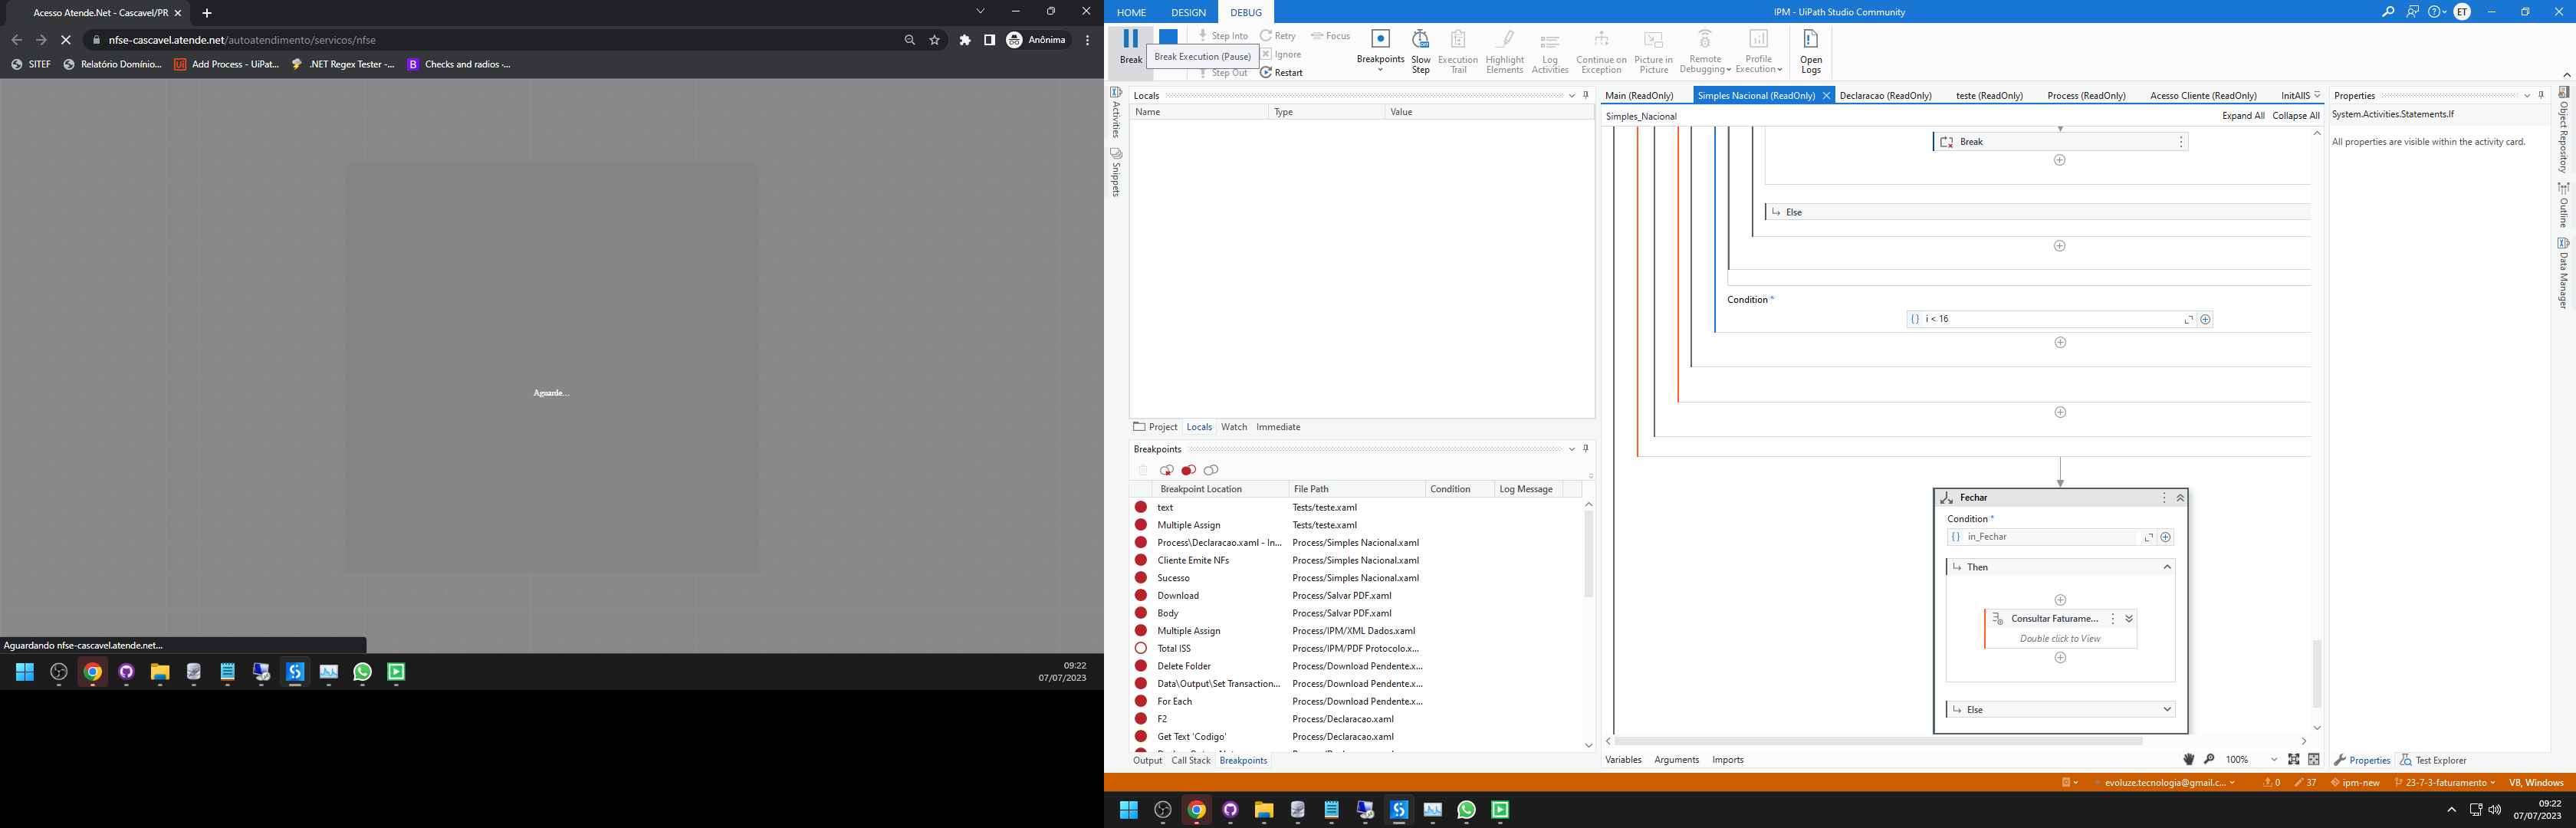 Acesso Atende.Net - Cascavel/PR
nfse-cascavel.atende.net/autoatendimento/servicos/nfse
Anônima
SITEF
Relatório Domínio...
Add Process - UiPat...
.NET Regex Tester -...
Checks and radios ·...
Aguarde...
Aguardando nfse-cascavel.atende.net...
09:22
07/07/2023
HOME
DESIGN
DEBUG
IPM - UiPath Studio Community
ET
Break
Break Execution (Pause)
Step Into
Step Out
Retry
Ignore
Restart
Focus
Breakpoints
Slow Step
Execution Trail
Highlight Elements
Log Activities
Continue on Exception
Picture in Picture
Remote Debugging
Profile Execution
Open Logs
Activities
Snippets
Locals
Name Type Value
Project Locals Watch Immediate
Breakpoints
Breakpoint Location File Path Condition Log Message
text Tests/teste.xaml
Multiple Assign Tests/teste.xaml
Process\Declaracao.xaml - In... Process/Simples Nacional.xaml
Cliente Emite NFs Process/Simples Nacional.xaml
Sucesso Process/Simples Nacional.xaml
Download Process/Salvar PDF.xaml
Body Process/Salvar PDF.xaml
Multiple Assign Process/IPM/XML Dados.xaml
Total ISS Process/IPM/PDF Protocolo.x...
Delete Folder Process/Download Pendente.x...
Data\Output\Set Transaction... Process/Download Pendente.x...
For Each Process/Download Pendente.x...
F2 Process/Declaracao.xaml
Get Text 'Codigo' Process/Declaracao.xaml
Output Call Stack Breakpoints
Main (ReadOnly)
Simples Nacional (ReadOnly)
Declaracao (ReadOnly)
teste (ReadOnly)
Process (ReadOnly)
Acesso Cliente (ReadOnly)
InitAllS
Simples_Nacional
Expand All Collapse All
Break
Else
Condition *
i < 16
Fechar
Condition *
in_Fechar
Then
Consultar Faturame...
Double click to View
Else
Variables Arguments Imports
100%
Properties
System.Activities.Statements.If
All properties are visible within the activity card.
Properties Test Explorer
Object Repository
Outline
Data Manager
evoluze.tecnologia@gmail.c...
0
37
ipm-new
23-7-3-faturamento
VB, Windows
09:22
07/07/2023